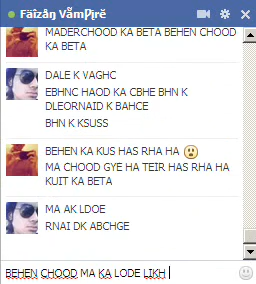 Fäîzåη Vẫmpįrё
MADERCHOOD KA BETA BEHEN CHOOD
KA BETA
DALE K VAGHC
EBHNC HAOD KA CBHE BHN K
DLEORNAID K BAHCE
BHN K KSUSS
BEHEN KA KUS HAS RHA HA
MA CHOOD GYE HA TEIR HAS RHA HA
KUIT KA BETA
MA AK LDOE
RNAI DK ABCHGE
BEHEN CHOOD MA KA LODE LIKH